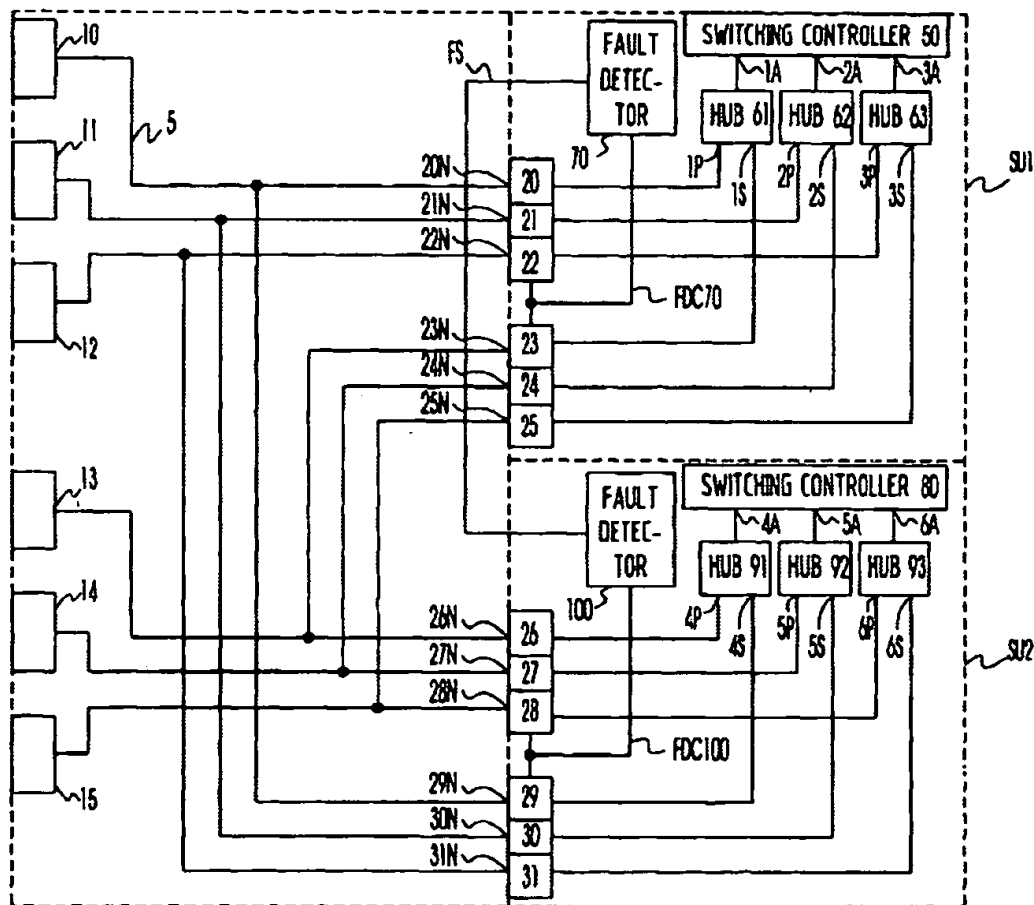 10
FS
FAULT
DETEC-
TOR
SWITCHING CONTROLLER 50
1A
2A
3A
11
5
70
HUB 61
HUB 62
HUB 63
SU1
1P
1S
2P
2S
3P
3S
20N
20
21N
21
22N
22
12
FDC70
23N
23
24N
24
25N
25
13
FAULT
DETEC-
TOR
SWITCHING CONTROLLER 80
4A
5A
6A
14
100
HUB 91
HUB 92
HUB 93
4P
4S
5P
5S
6P
6S
26N
26
27N
27
SU2
28N
28
FDC100
15
29N
29
30N
30
31N
31